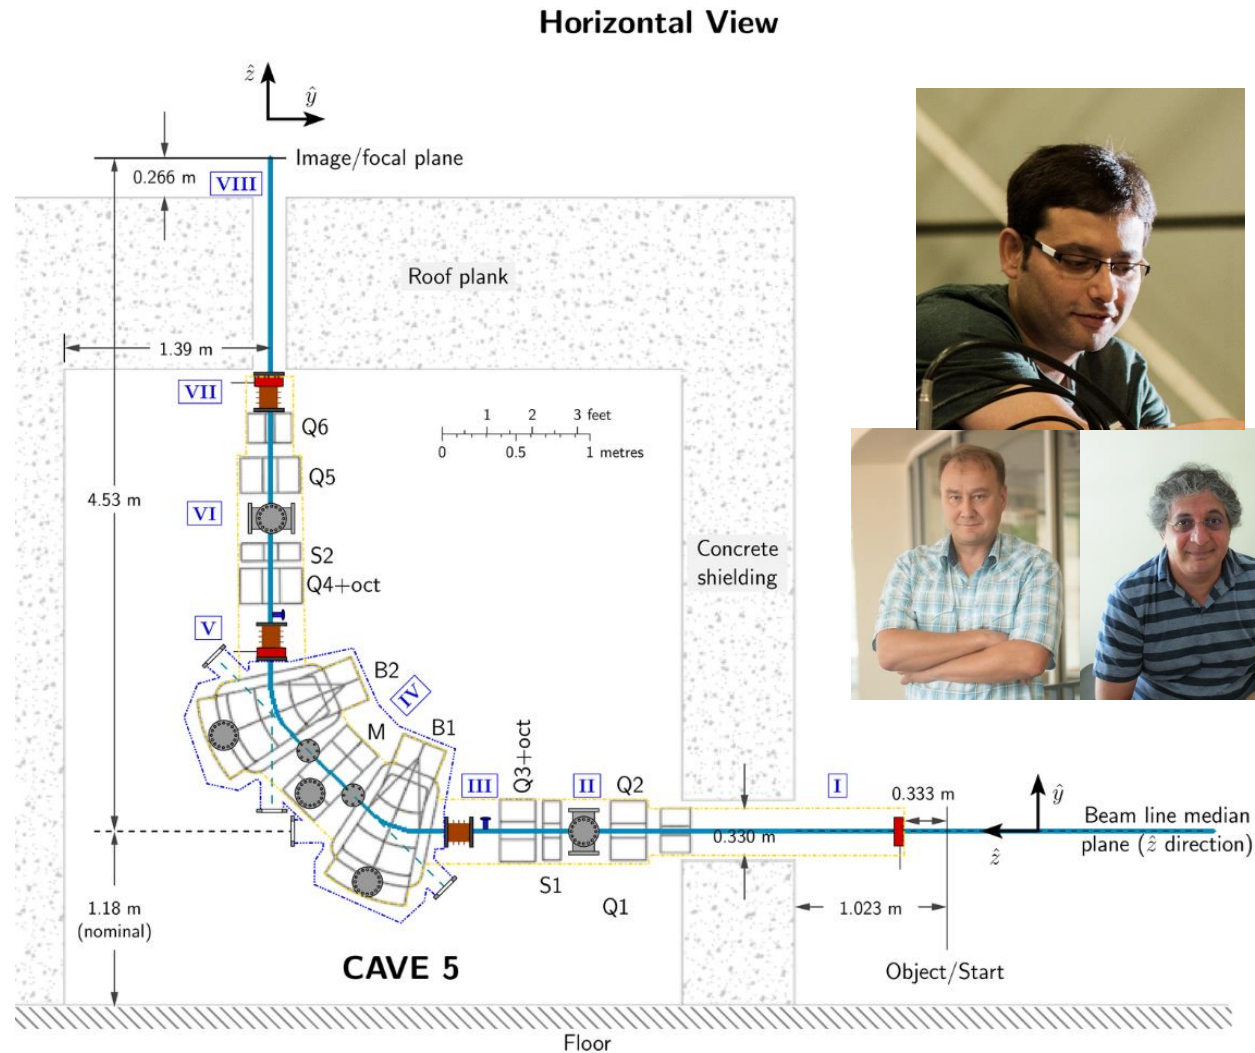 Horizontal View
ẑ
ŷ
Image/focal plane
0.266 m
VIII
Roof plank
1.39 m
VII
1 2 3 feet
0 0.5 1 metres
Q6
Q5
4.53 m
VI
S2
Q4+oct
Concrete
shielding
V
B2
IV
M
B1
Q3+oct
III
II
Q2
I
0.333 m
ŷ
0.330 m
ẑ
Beam line median
plane (ẑ direction)
S1
Q1
1.18 m
(nominal)
1.023 m
CAVE 5
Object/Start
Floor